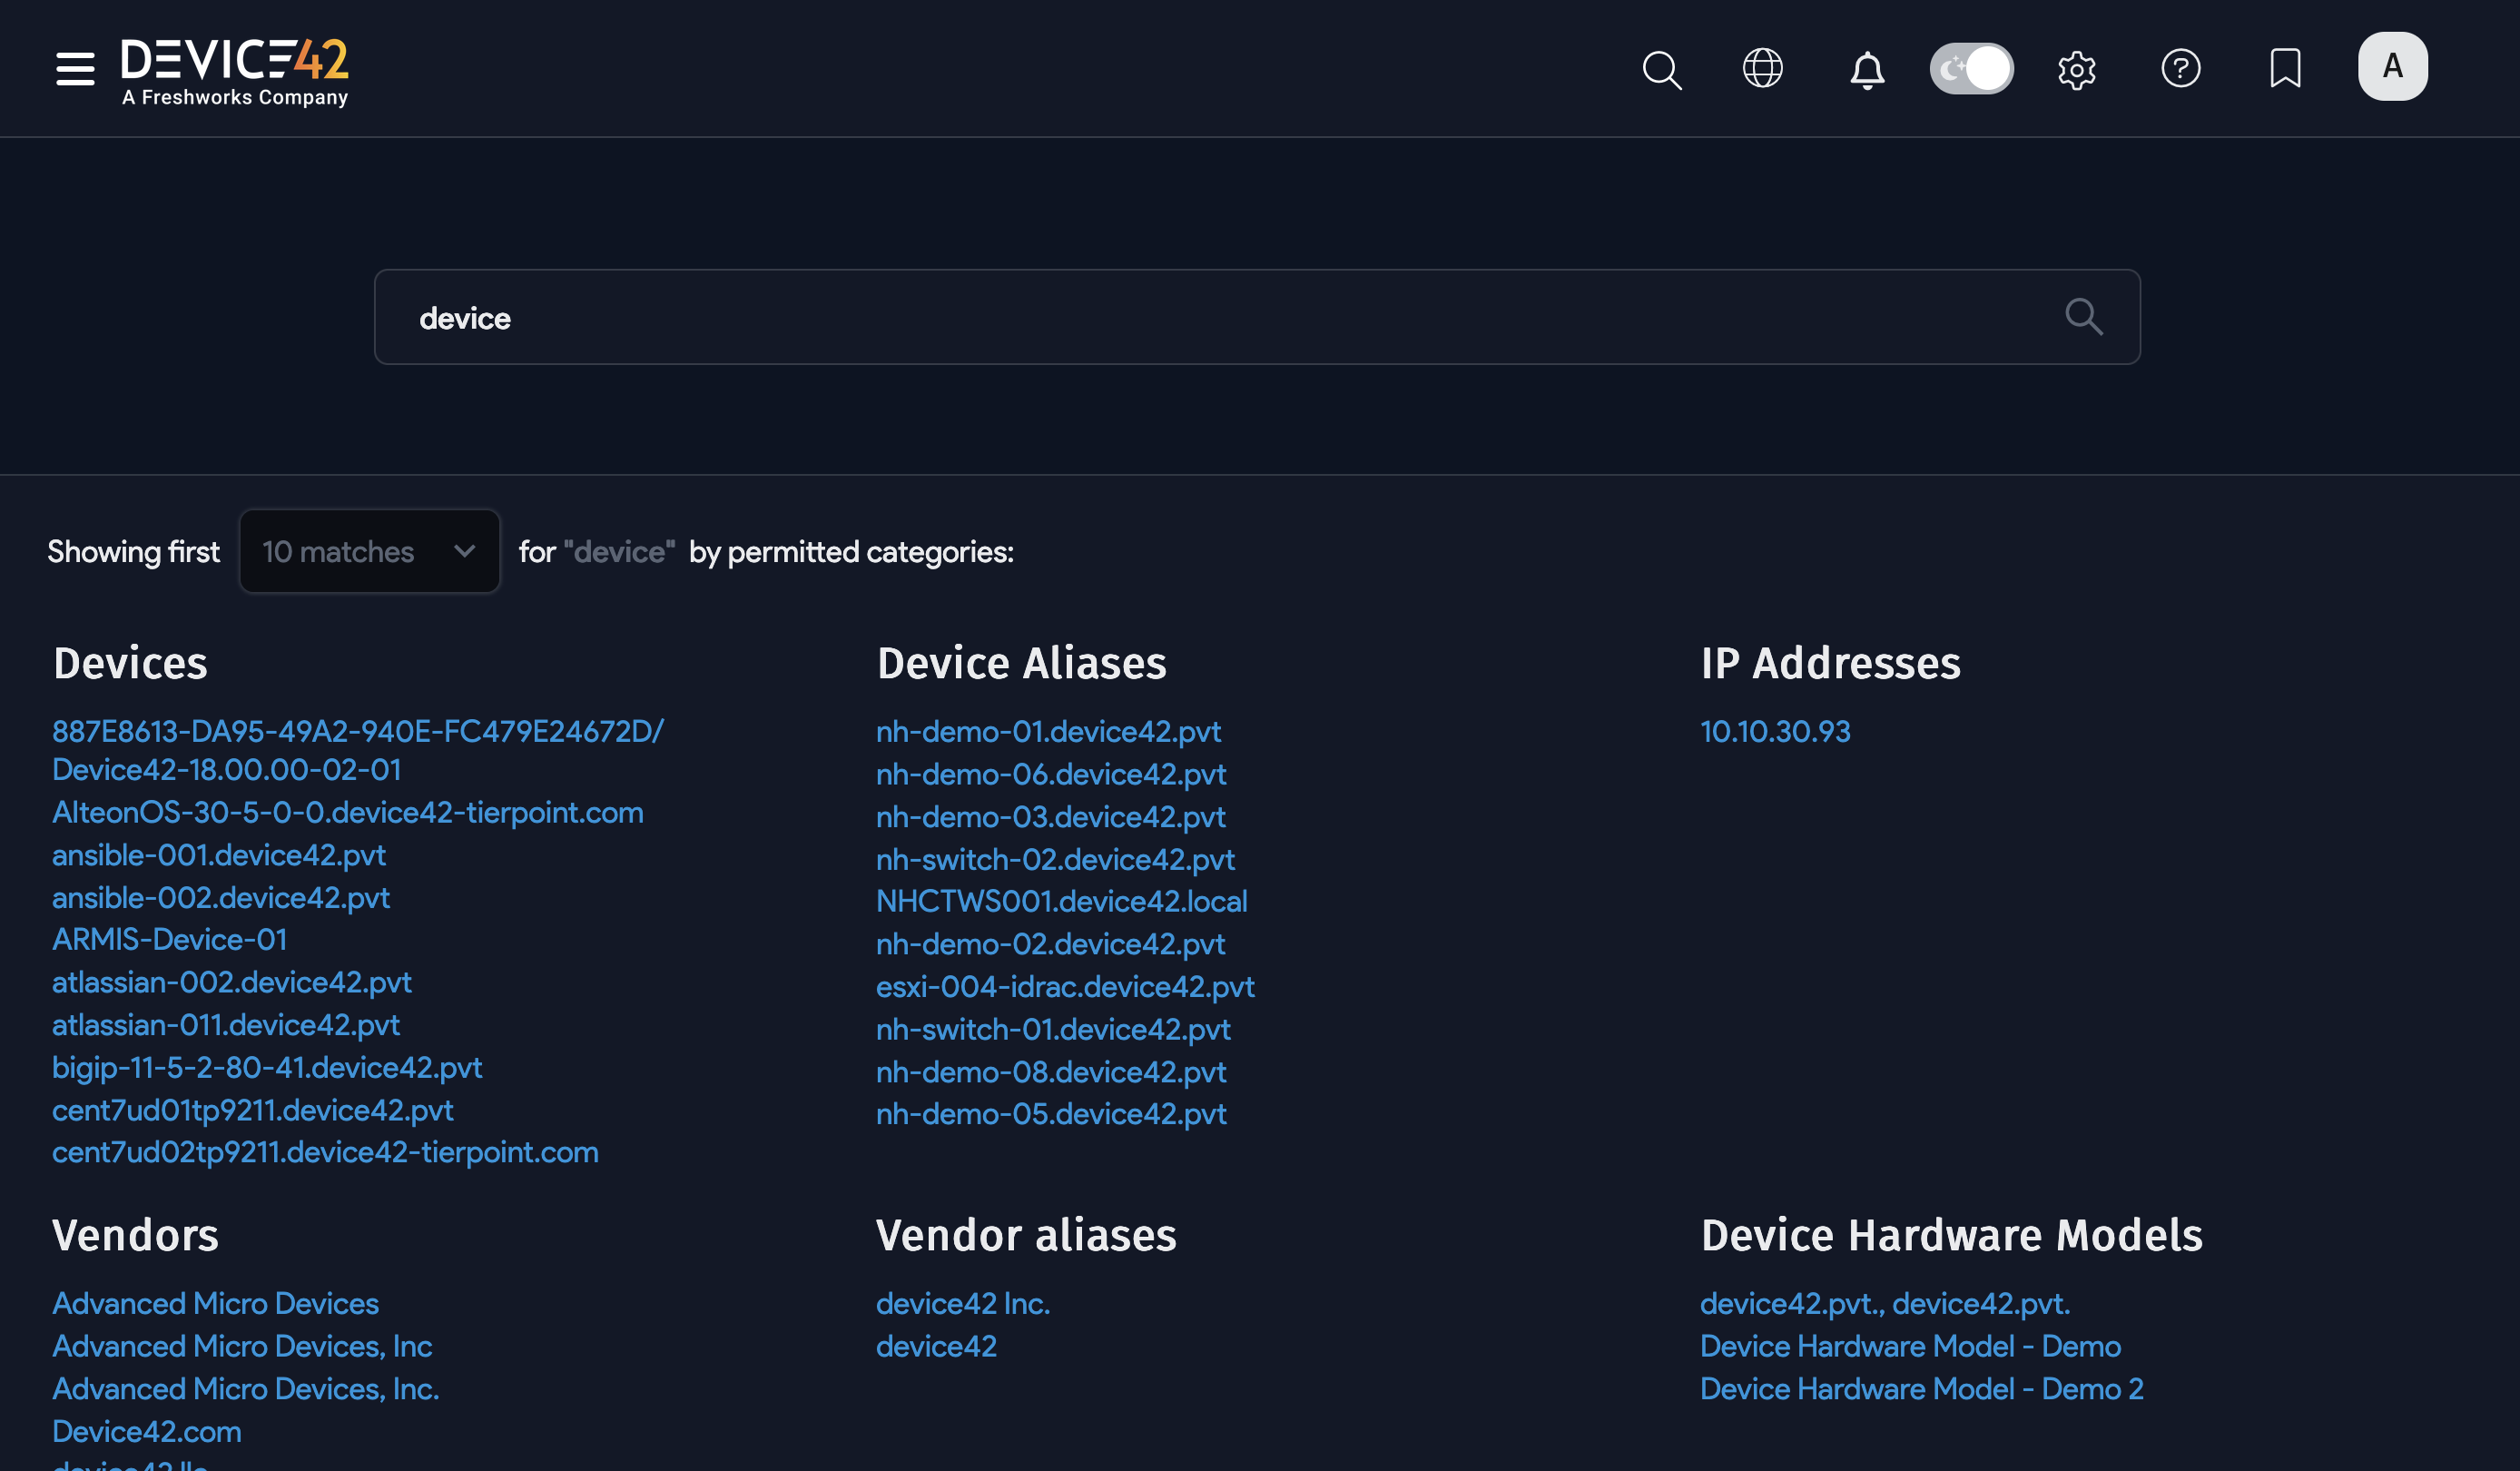 DEVICE42
A Freshworks Company
A
device
Showing first 10 matches for "device" by permitted categories:
Devices
887E8613-DA95-49A2-940E-FC479E24672D/
Device42-18.00.00-02-01
AlteonOS-30-5-0-0.device42-tierpoint.com
ansible-001.device42.pvt
ansible-002.device42.pvt
ARMIS-Device-01
atlassian-002.device42.pvt
atlassian-011.device42.pvt
bigip-11-5-2-80-41.device42.pvt
cent7ud01tp9211.device42.pvt
cent7ud02tp9211.device42-tierpoint.com
Device Aliases
nh-demo-01.device42.pvt
nh-demo-06.device42.pvt
nh-demo-03.device42.pvt
nh-switch-02.device42.pvt
NHCTWS001.device42.local
nh-demo-02.device42.pvt
esxi-004-idrac.device42.pvt
nh-switch-01.device42.pvt
nh-demo-08.device42.pvt
nh-demo-05.device42.pvt
IP Addresses
10.10.30.93
Vendors
Advanced Micro Devices
Advanced Micro Devices, Inc
Advanced Micro Devices, Inc.
Device42.com
Vendor aliases
device42 Inc.
device42
Device Hardware Models
device42.pvt., device42.pvt.
Device Hardware Model - Demo
Device Hardware Model - Demo 2